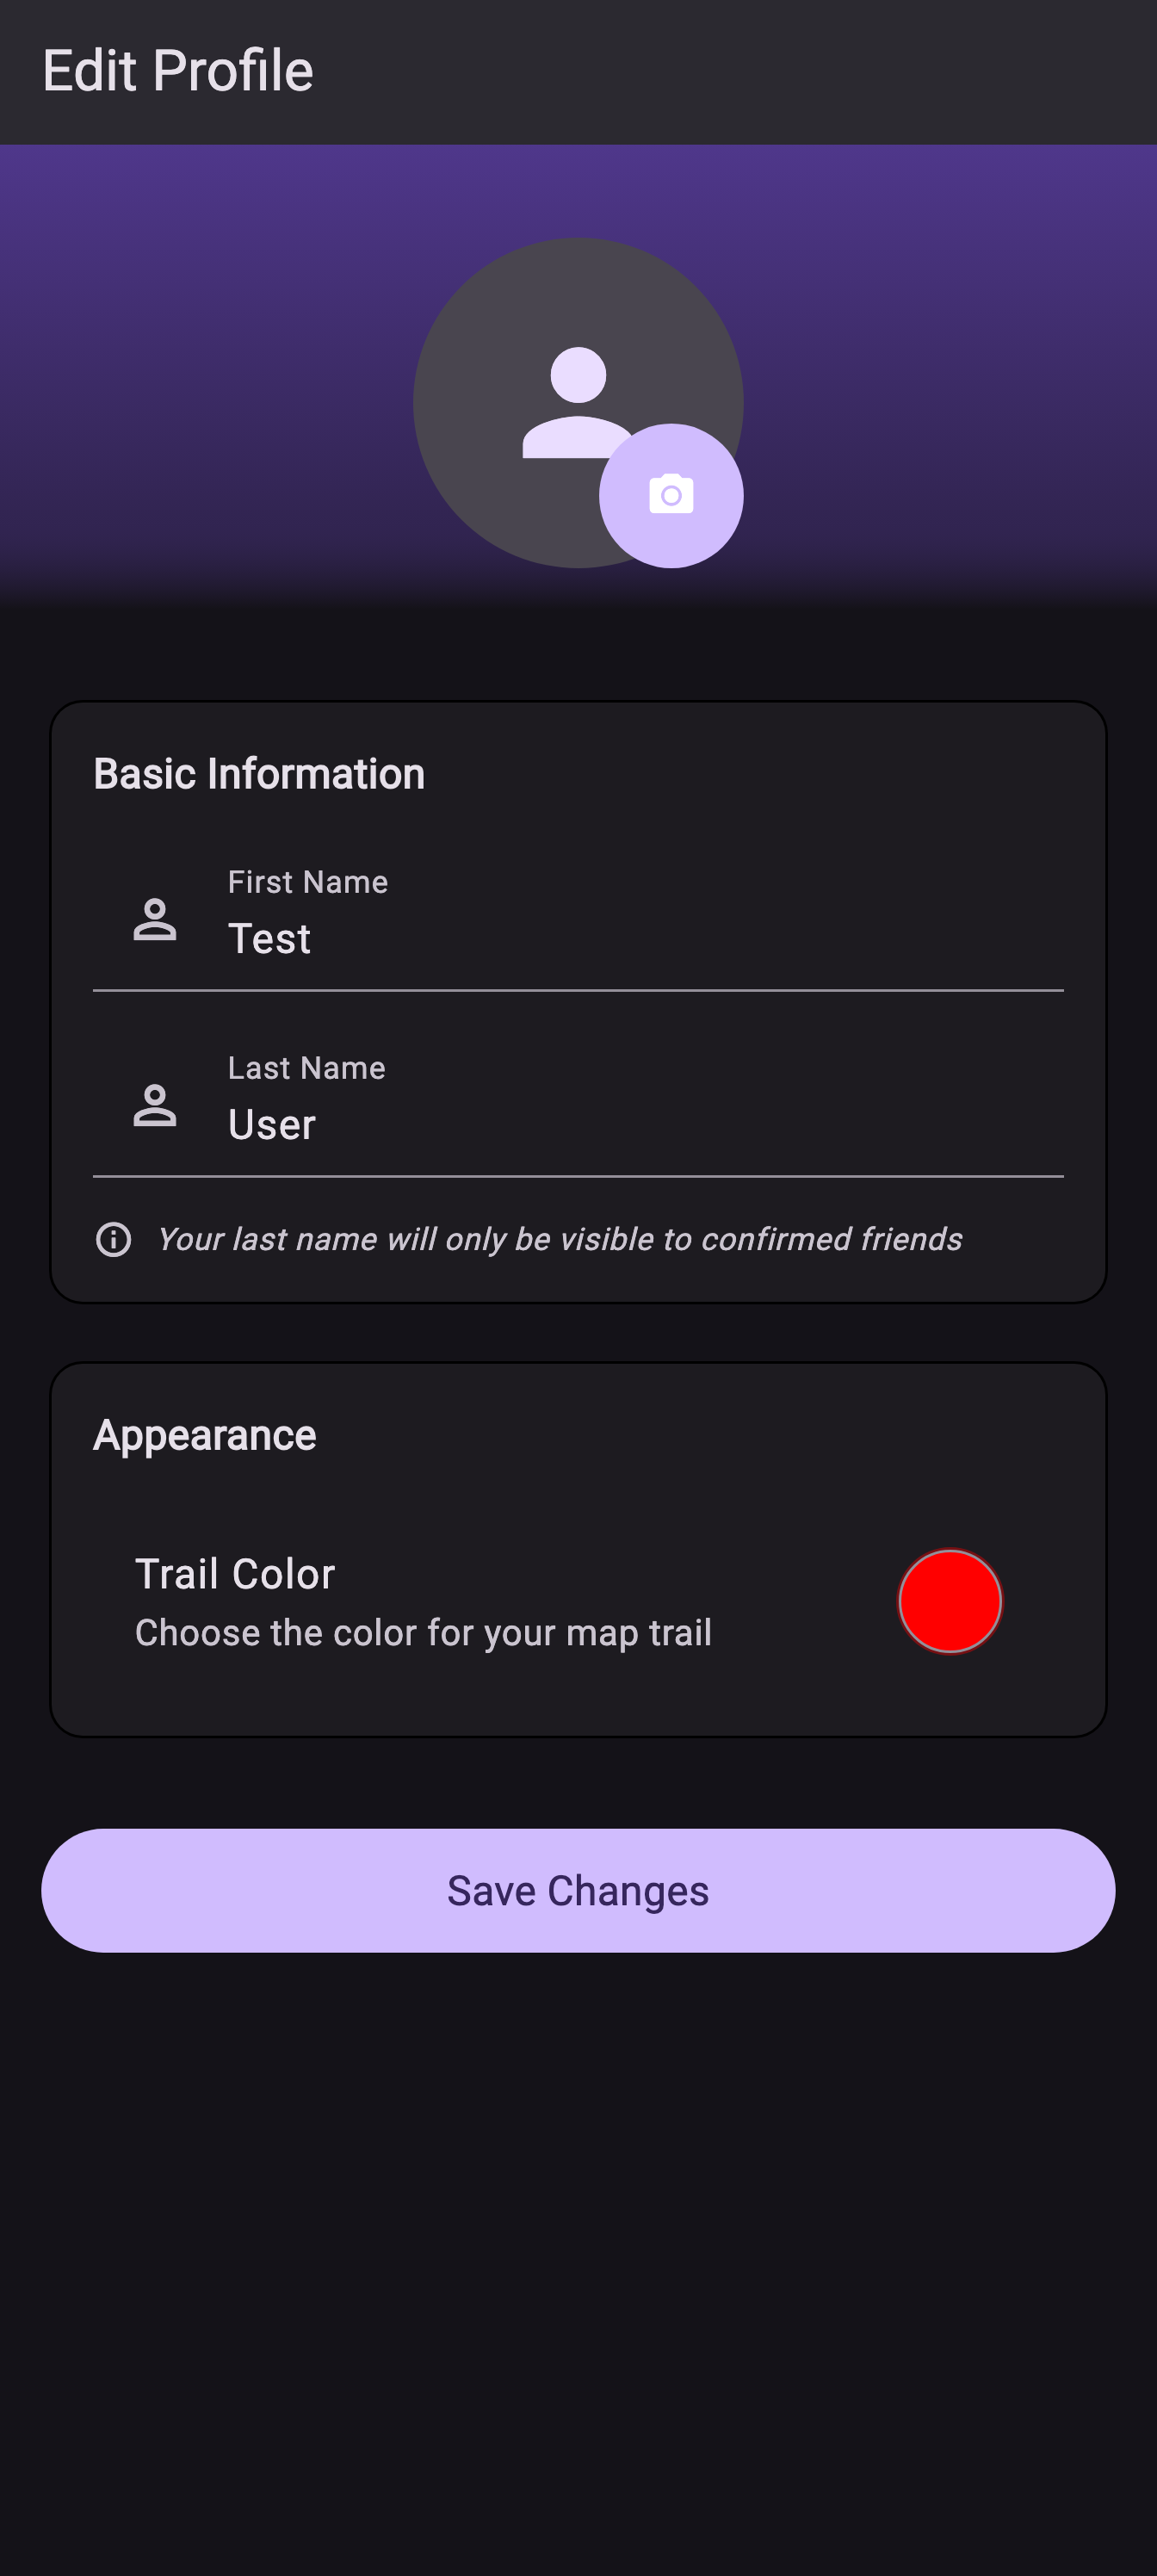 Edit Profile
Basic Information
First Name
Test
Last Name
User
Your last name will only be visible to confirmed friends
Appearance
Trail Color
Choose the color for your map trail
Save Changes